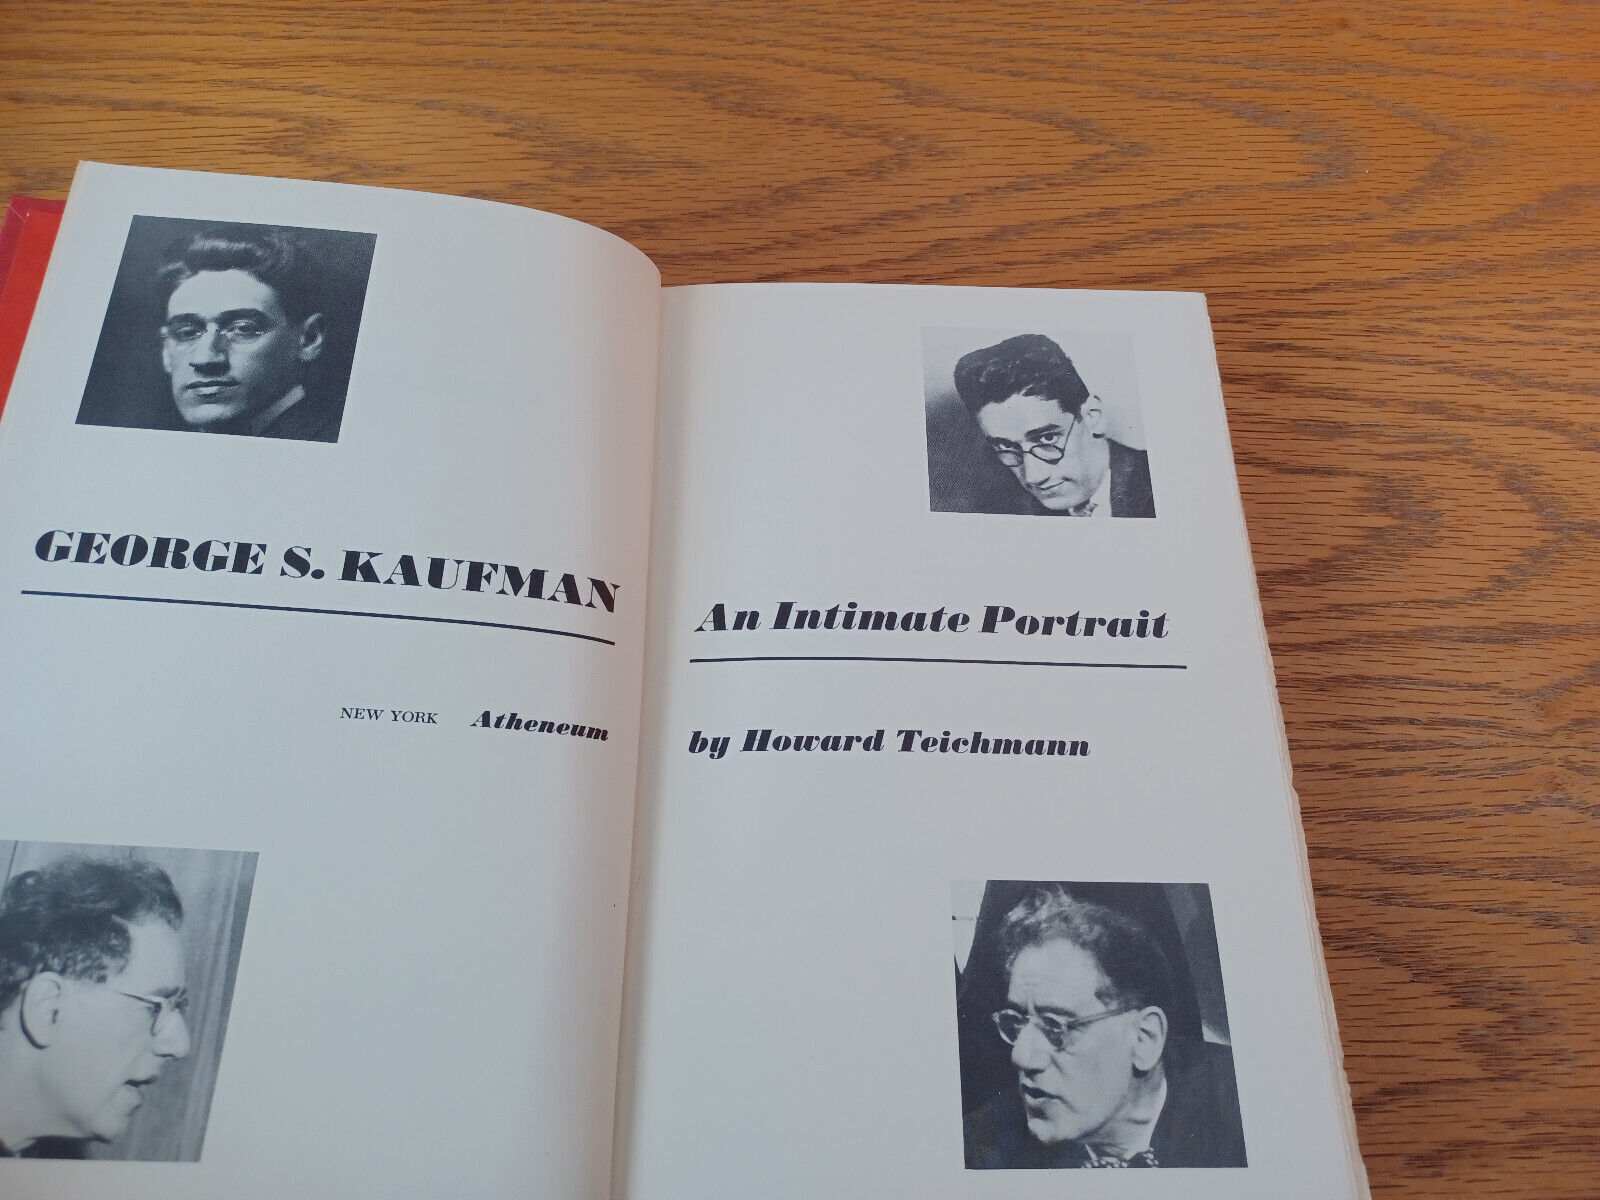 GEORGE S. KAUFMAN
NEW YORK Atheneum
An Intimate Portrait
by Howard Teichmann